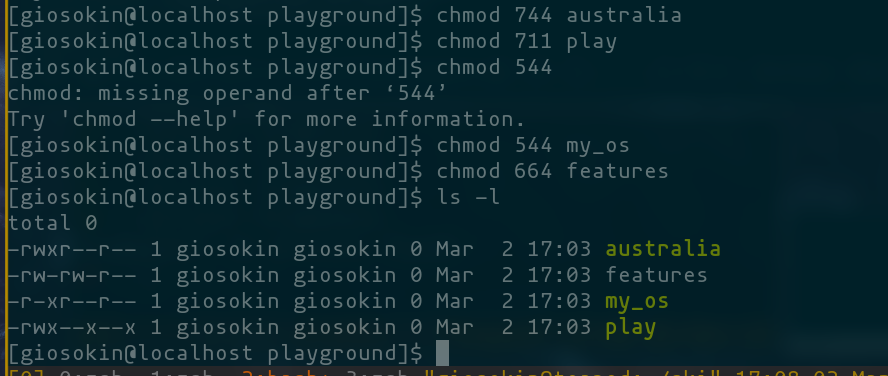 [giosokin@localhost playground]$ chmod 744 australia
[giosokin@localhost playground]$ chmod 711 play
[giosokin@localhost playground]$ chmod 544
chmod: missing operand after ‘544’
Try 'chmod --help' for more information.
[giosokin@localhost playground]$ chmod 544 my_os
[giosokin@localhost playground]$ chmod 664 features
[giosokin@localhost playground]$ ls -l
total 0
-rwxr--r-- 1 giosokin giosokin 0 Mar  2 17:03 australia
-rw-rw-r-- 1 giosokin giosokin 0 Mar  2 17:03 features
-r-xr--r-- 1 giosokin giosokin 0 Mar  2 17:03 my_os
-rwx--x--x 1 giosokin giosokin 0 Mar  2 17:03 play
[giosokin@localhost playground]$